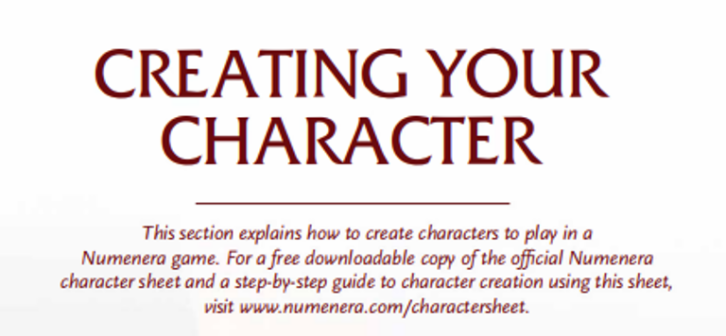 CREATING YOUR
CHARACTER
This section explains how to create characters to play in a
Numenera game. For a free downloadable copy of the official Numenera
character sheet and a step-by-step guide to character creation using this sheet,
visit www.numenera.com/charactersheet.